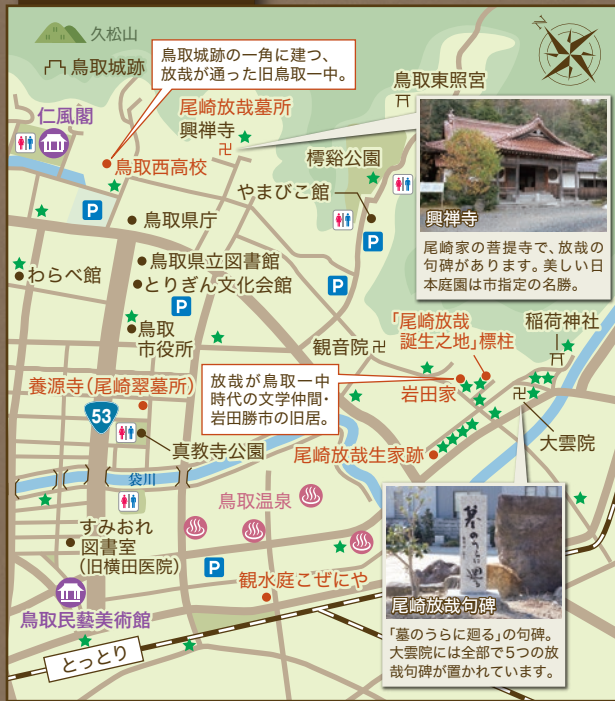 久松山
鳥取城跡
鳥取城跡の一角に建つ、
放哉が通った旧鳥取一中。
N
鳥取東照宮
仁風閣
尾崎放哉墓所
興禅寺
鳥取西高校
樗谿公園
やまびこ館
興禅寺
尾崎家の菩提寺で、放哉の
句碑があります。美しい日
本庭園は市指定の名勝。
P
鳥取県庁
P
わらべ館
鳥取県立図書館
とりぎん文化会館
P
P
鳥取
市役所
観音院
「尾崎放哉
誕生之地」標柱
稲荷神社
養源寺(尾崎翠墓所)
放哉が鳥取一中
時代の文学仲間・
岩田勝市の旧居。
岩田家
53
真教寺公園
大雲院
尾崎放哉生家跡
袋川
鳥取温泉
すみおれ
図書室
(旧横田医院)
P
観水庭こぜにや
鳥取民藝美術館
とっとり
墓のうらに廻る
尾崎放哉句碑
「墓のうらに廻る」の句碑。
大雲院には全部で5つの放
哉句碑が置かれています。